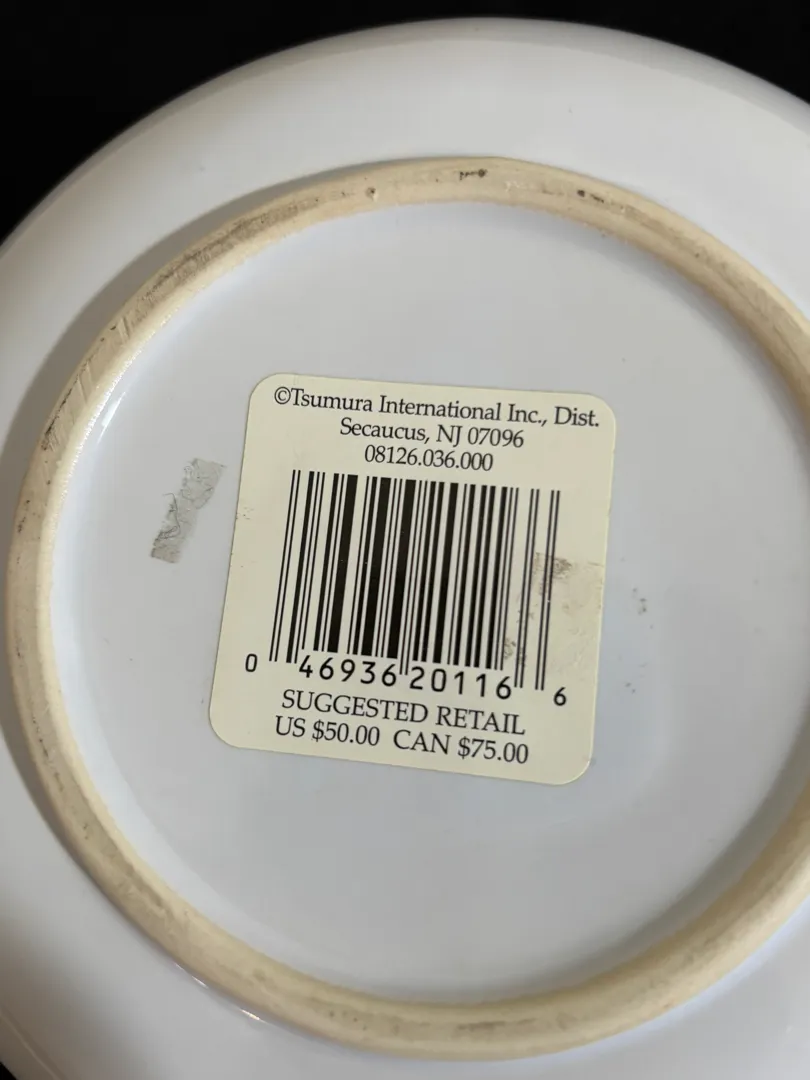 ©Tsumura International Inc., Dist.
Secaucus, NJ 07096
08126.036.000
0 46936 20116 6
SUGGESTED RETAIL
US $50.00 CAN $75.00